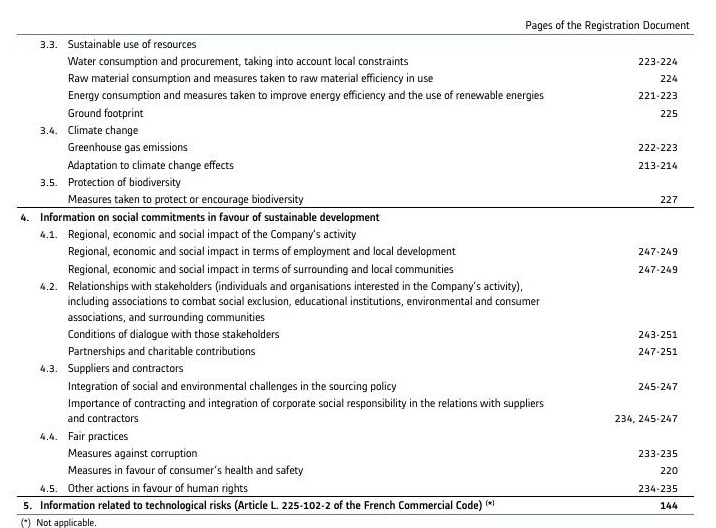 Pages of the Registration Document
3.3. Sustainable use of resources
Water consumption and procurement, taking into account local constraints 223-224
Raw material consumption and measures taken to raw material efficiency in use 224
Energy consumption and measures taken to improve energy efficiency and the use of renewable energies 221-223
Ground footprint 225
3.4. Climate change
Greenhouse gas emissions 222-223
Adaptation to climate change effects 213-214
3.5. Protection of biodiversity
Measures taken to protect or encourage biodiversity 227
4. Information on social commitments in favour of sustainable development
4.1. Regional, economic and social impact of the Company's activity
Regional, economic and social impact in terms of employment and local development 247-249
Regional, economic and social impact in terms of surrounding and local communities 247-249
4.2. Relationships with stakeholders (individuals and organisations interested in the Company's activity),
including associations to combat social exclusion, educational institutions, environmental and consumer
associations, and surrounding communities
Conditions of dialogue with those stakeholders 243-251
Partnerships and charitable contributions 247-251
4.3. Suppliers and contractors
Integration of social and environmental challenges in the sourcing policy 245-247
Importance of contracting and integration of corporate social responsibility in the relations with suppliers
and contractors 234, 245-247
4.4. Fair practices
Measures against corruption 233-235
Measures in favour of consumer's health and safety 220
4.5. Other actions in favour of human rights 234-235
5. Information related to technological risks (Article L. 225-102-2 of the French Commercial Code) (*) 144
(*) Not applicable.